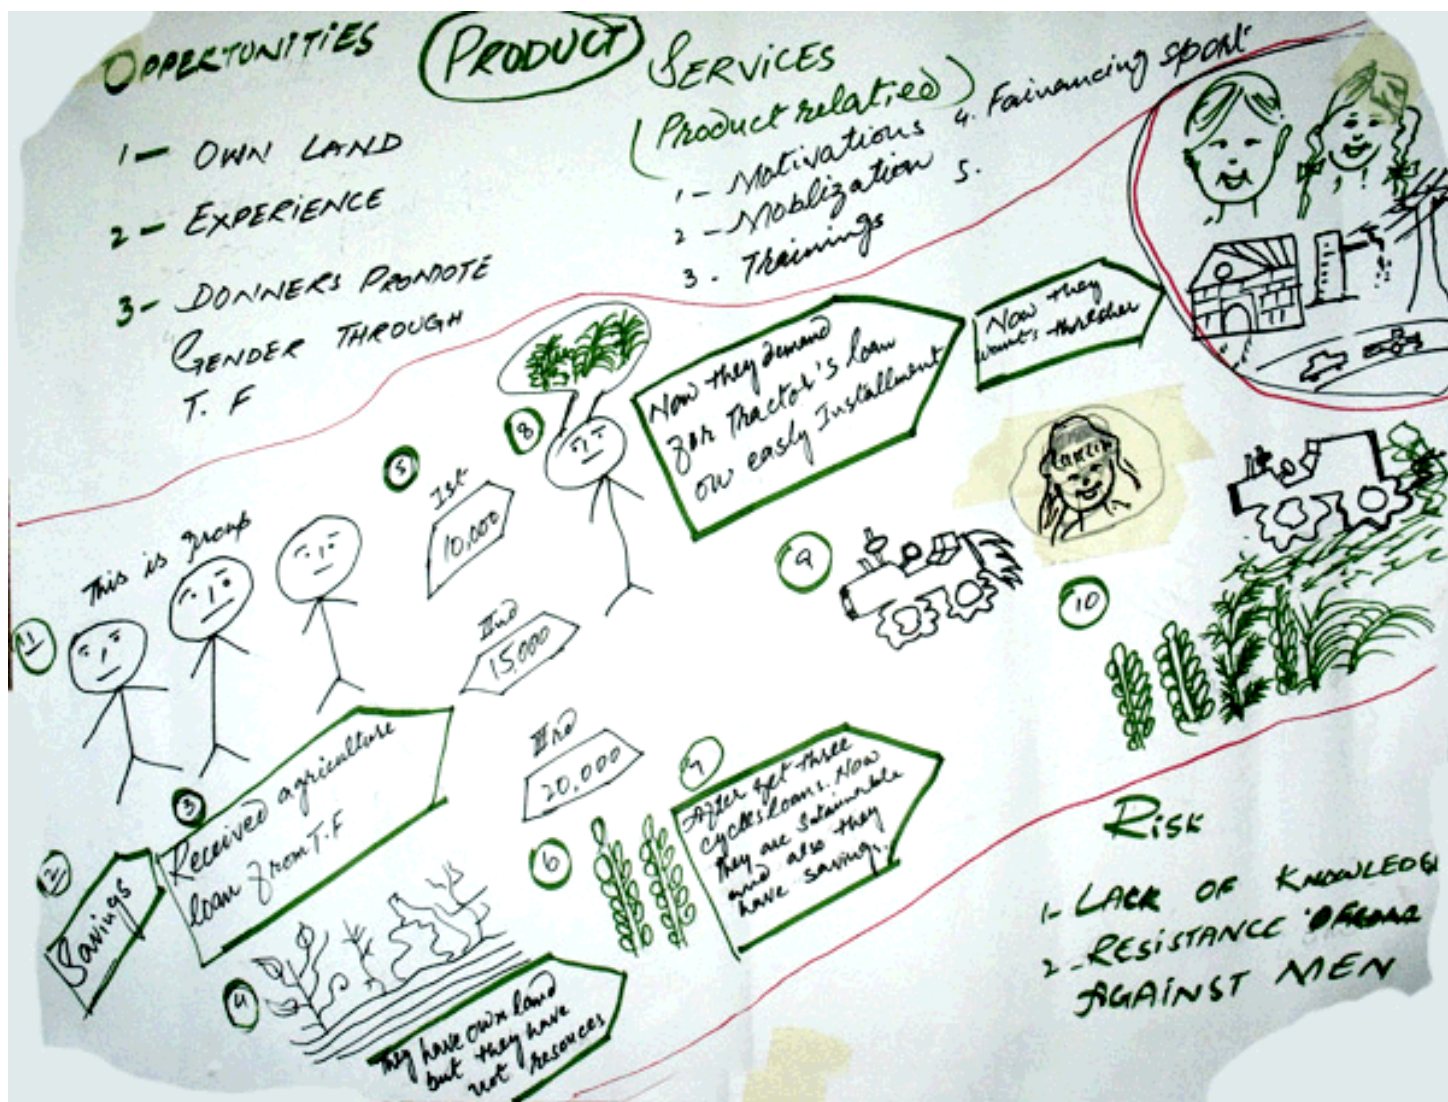 OPPERTUNITIES
1- OWN LAND
2- EXPERIENCE
3- DONNERS PROMOTE
GENDER THROUGH
T. F
PRODUCT
SERVICES
(Product related)
1- Motivations
2- Moblization
3. Trainings
4. Fainancing sport
5.
This is group
11
2
Savings
3
Received agriculture
loan from T.F
4
They have own land
but they have
not resouces
5
Ist
10,000
IInd
15,000
IIIrd
20,000
6
7
After get three
cycles loans. Now
they are
and also they
have savings.
8
Now they demand
for Tractor's loan
on easly Installment
9
Now they
wants thresher
10
Risk
1- LACK OF KNOWLEDGE
2- RESISTANCE
AGAINST MEN